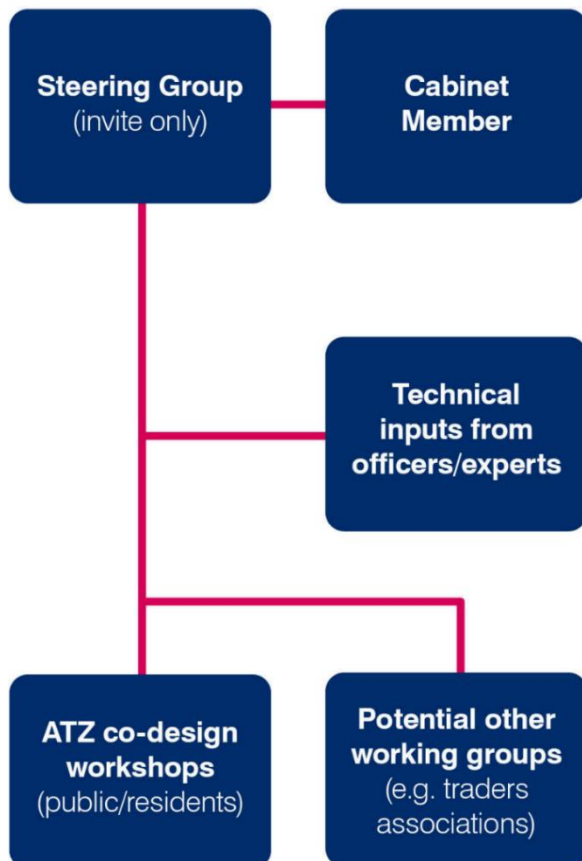 Steering Group
(invite only)
Cabinet
Member
Technical
inputs from
officers/experts
ATZ co-design
workshops
(public/residents)
Potential other
working groups
(e.g. traders
associations)